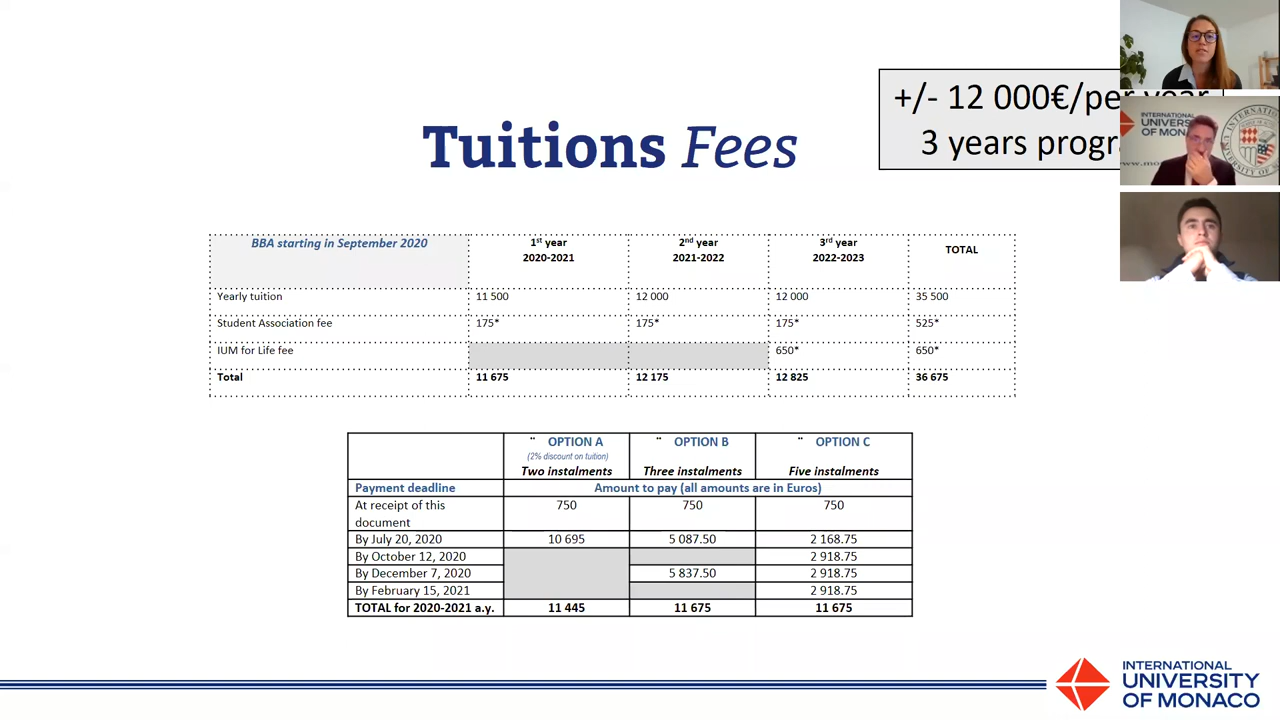 +/- 12 000€/per year
3 years progr
Tuitions Fees
BBA starting in September 2020 1st year 2020-2021 2nd year 2021-2022 3rd year 2022-2023 TOTAL
Yearly tuition 11 500 12 000 12 000 35 500
Student Association fee 175* 175* 175* 525*
IUM for Life fee 650* 650*
Total 11 675 12 175 12 825 36 675
¨ OPTION A ¨ OPTION B ¨ OPTION C
(2% discount on tuition)
Two instalments Three instalments Five instalments
Payment deadline Amount to pay (all amounts are in Euros)
At receipt of this document 750 750 750
By July 20, 2020 10 695 5 087.50 2 168.75
By October 12, 2020 2 918.75
By December 7, 2020 5 837.50 2 918.75
By February 15, 2021 2 918.75
TOTAL for 2020-2021 a.y. 11 445 11 675 11 675
INTERNATIONAL
UNIVERSITY
OF MONACO